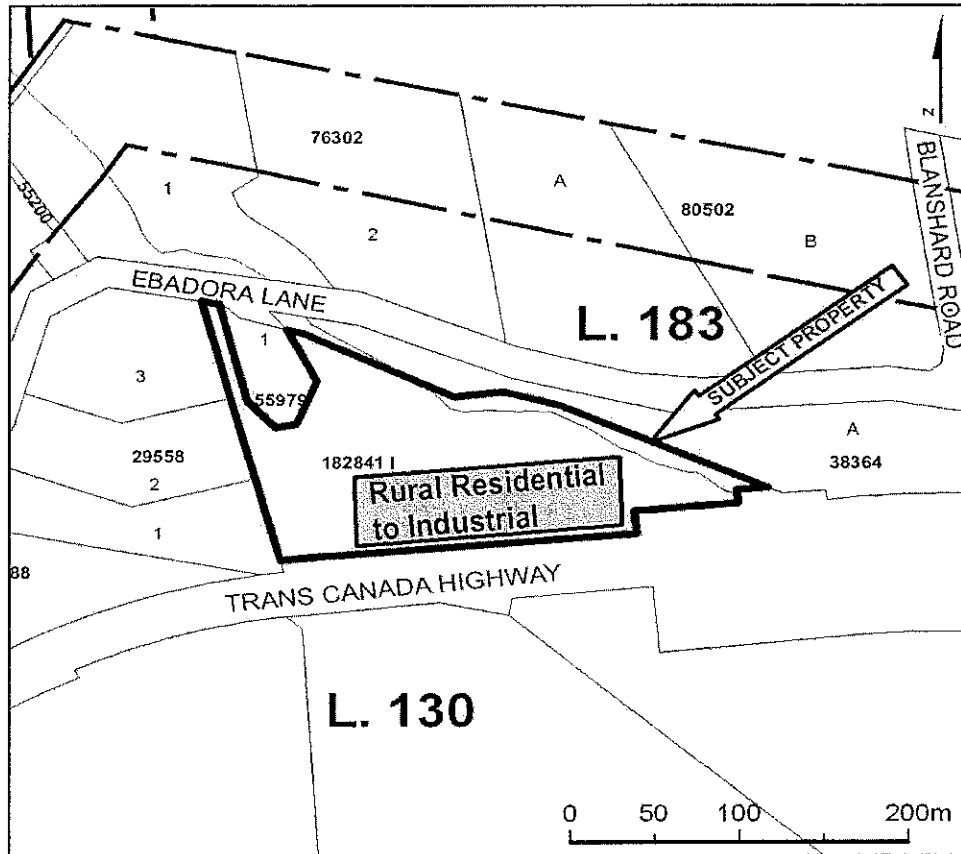 76302
A
80502
BLANSHARD ROAD
z
1
2
B
55200
EBADORA LANE
L. 183
SUBJECT PROPERTY
1
3
55979
A
29558
182841 I
38364
2
Rural Residential
to Industrial
1
88
TRANS CANADA HIGHWAY
L. 130
0 50 100 200m